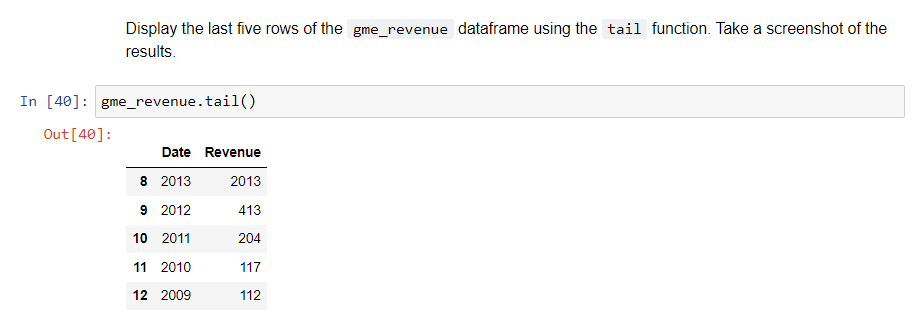 Display the last five rows of the gme_revenue dataframe using the tail function. Take a screenshot of the
results.
In [40]: gme_revenue.tail()
Out[40]:
Date Revenue
8 2013 2013
9 2012 413
10 2011 204
11 2010 117
12 2009 112